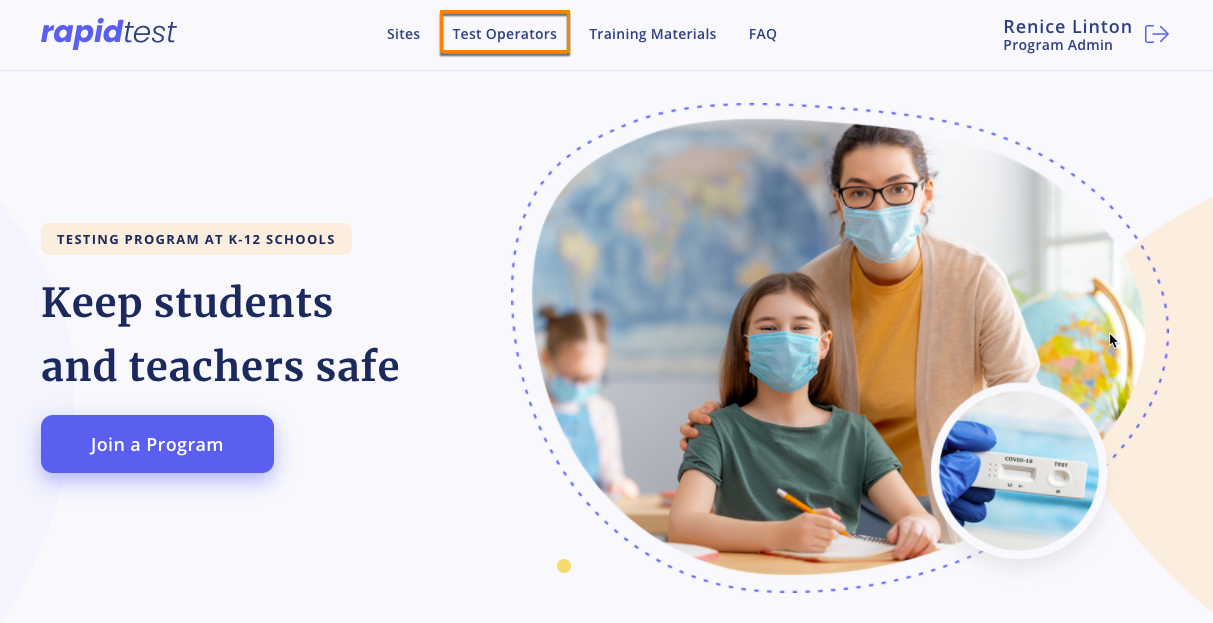 rapidtest
Sites
Test Operators
Training Materials
FAQ
Renice Linton
Program Admin
TESTING PROGRAM AT K-12 SCHOOLS
Keep students
and teachers safe
Join a Program
COVID-19
TEST